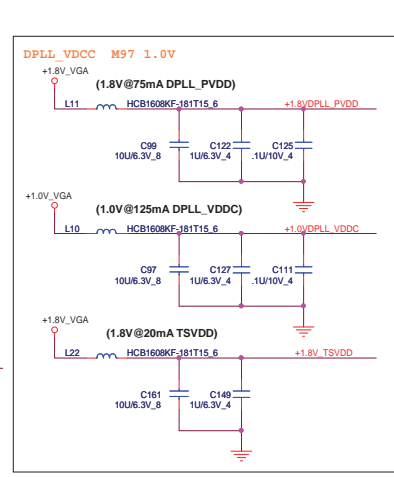 DPLL_VDCC M97 1.0V
+1.8V_VGA
(1.8V@75mA DPLL_PVDD)
L11 HCB1608KF-181T15_6 +1.8VDPLL_PVDD
C99 C122 C125
10U/6.3V_8 1U/6.3V_4 .1U/10V_4
+1.0V_VGA
(1.0V@125mA DPLL_VDDC)
L10 HCB1608KF-181T15_6 +1.0VDPLL_VDDC
C97 C127 C111
10U/6.3V_8 1U/6.3V_4 .1U/10V_4
+1.8V_VGA
(1.8V@20mA TSVDD)
L22 HCB1608KF-181T15_6 +1.8V_TSVDD
C161 C149
10U/6.3V_8 1U/6.3V_4